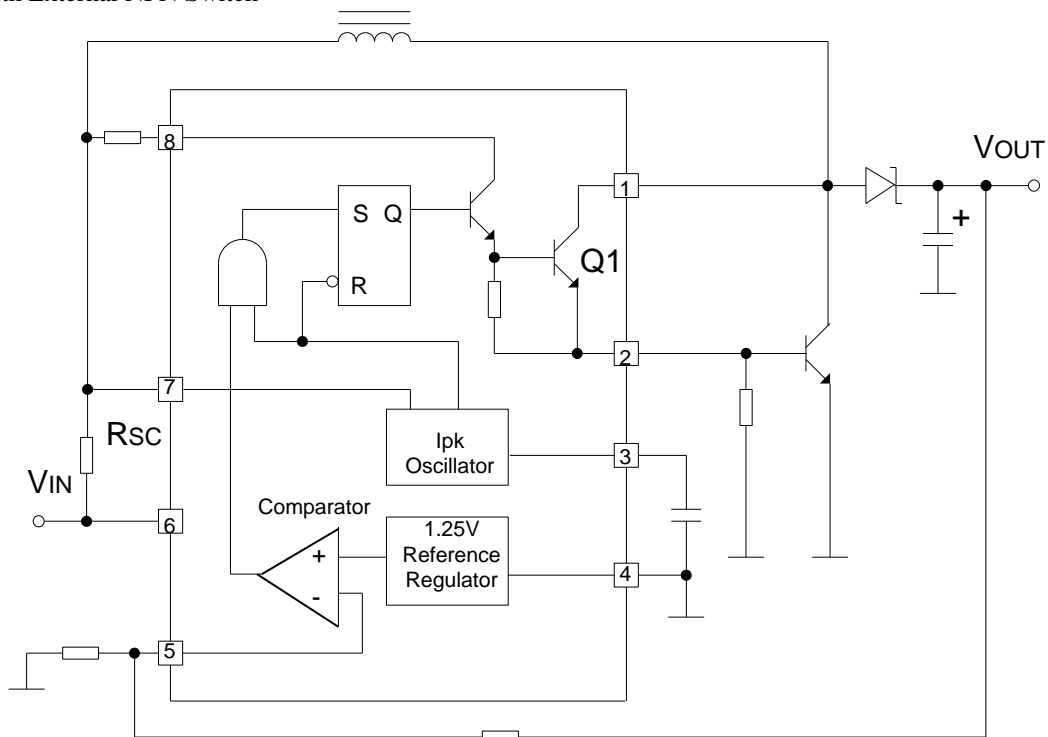 8
1
VOUT
S Q
+
Q1
R
2
7
RSC
Ipk
Oscillator
3
VIN
Comparator
6
1.25V
Reference
Regulator
+
-
4
5